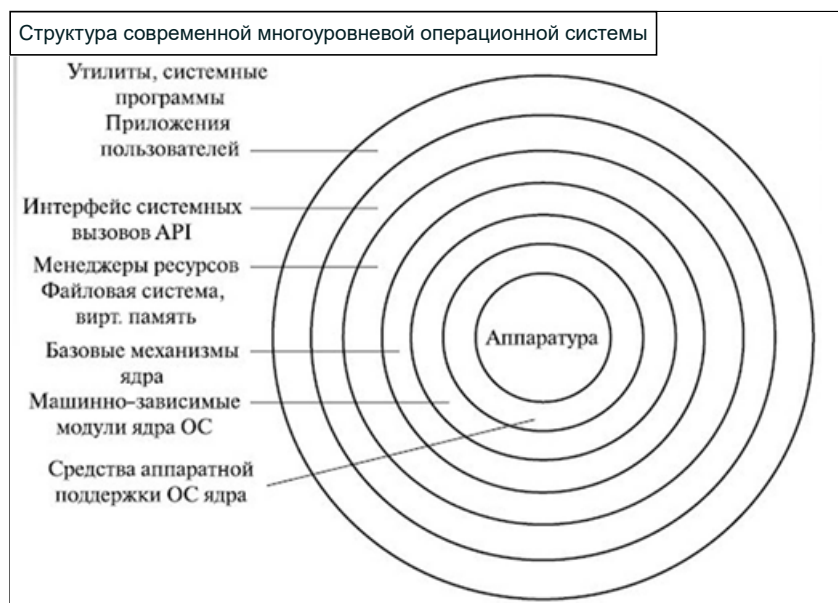 Структура современной многоуровневой операционной системы
Утилиты, системные
программы
Приложения
пользователей
Интерфейс системных
вызовов API
Менеджеры ресурсов
Файловая система,
вирт. память
Базовые механизмы
ядра
Машинно-зависимые
модули ядра ОС
Средства аппаратной
поддержки ОС ядра
Аппаратура